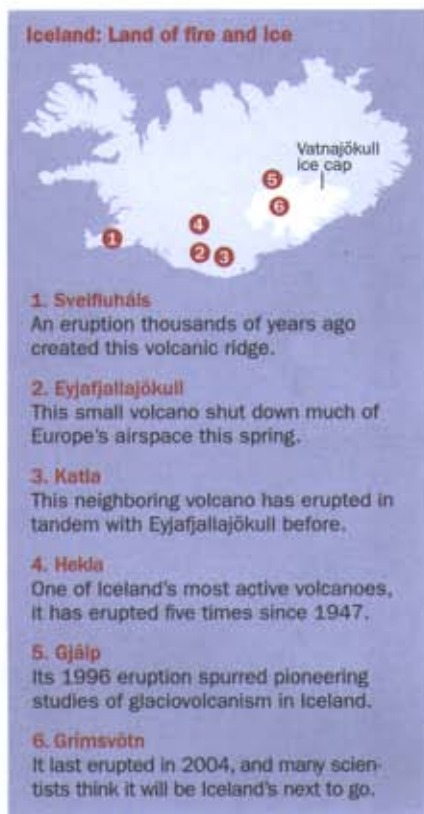 Iceland: Land of fire and ice
Vatnajökull
ice cap
5
6
4
1
2
3
1. Sveifluháls
An eruption thousands of years ago
created this volcanic ridge.
2. Eyjafjallajökull
This small volcano shut down much of
Europe's airspace this spring.
3. Katla
This neighboring volcano has erupted in
tandem with Eyjafjallajökull before.
4. Hekla
One of Iceland's most active volcanoes,
it has erupted five times since 1947.
5. Gjálp
Its 1996 eruption spurred pioneering
studies of glaciovolcanism in Iceland.
6. Grímsvötn
It last erupted in 2004, and many scien-
tists think it will be Iceland's next to go.